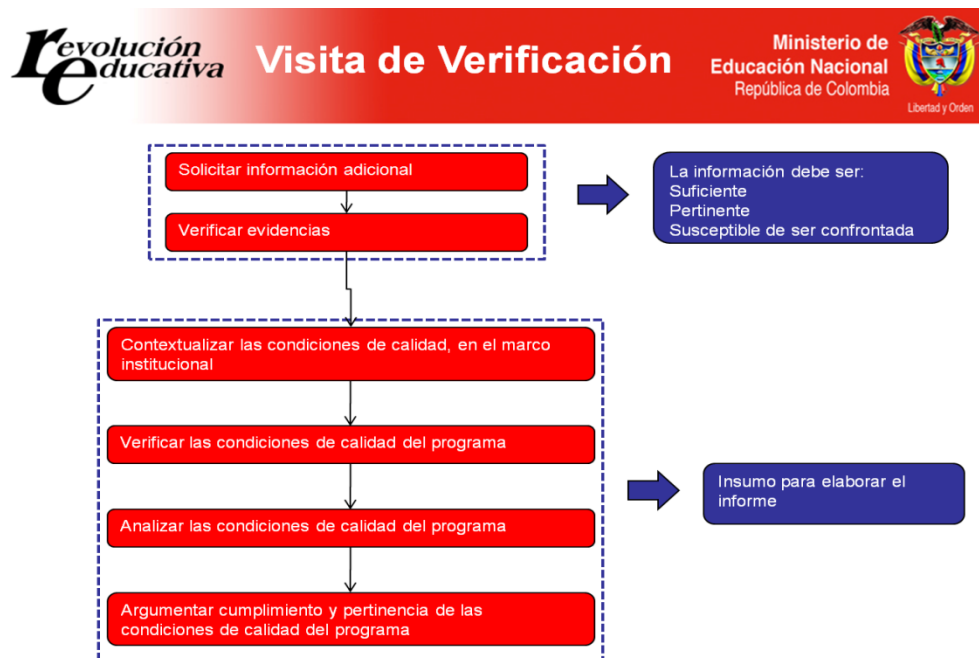 revolución
educativa
Visita de Verificación
Ministerio de
Educación Nacional
República de Colombia
Libertad y Orden
Solicitar información adicional
Verificar evidencias
La información debe ser:
Suficiente
Pertinente
Susceptible de ser confrontada
Contextualizar las condiciones de calidad, en el marco
institucional
Verificar las condiciones de calidad del programa
Analizar las condiciones de calidad del programa
Argumentar cumplimiento y pertinencia de las
condiciones de calidad del programa
Insumo para elaborar el
informe